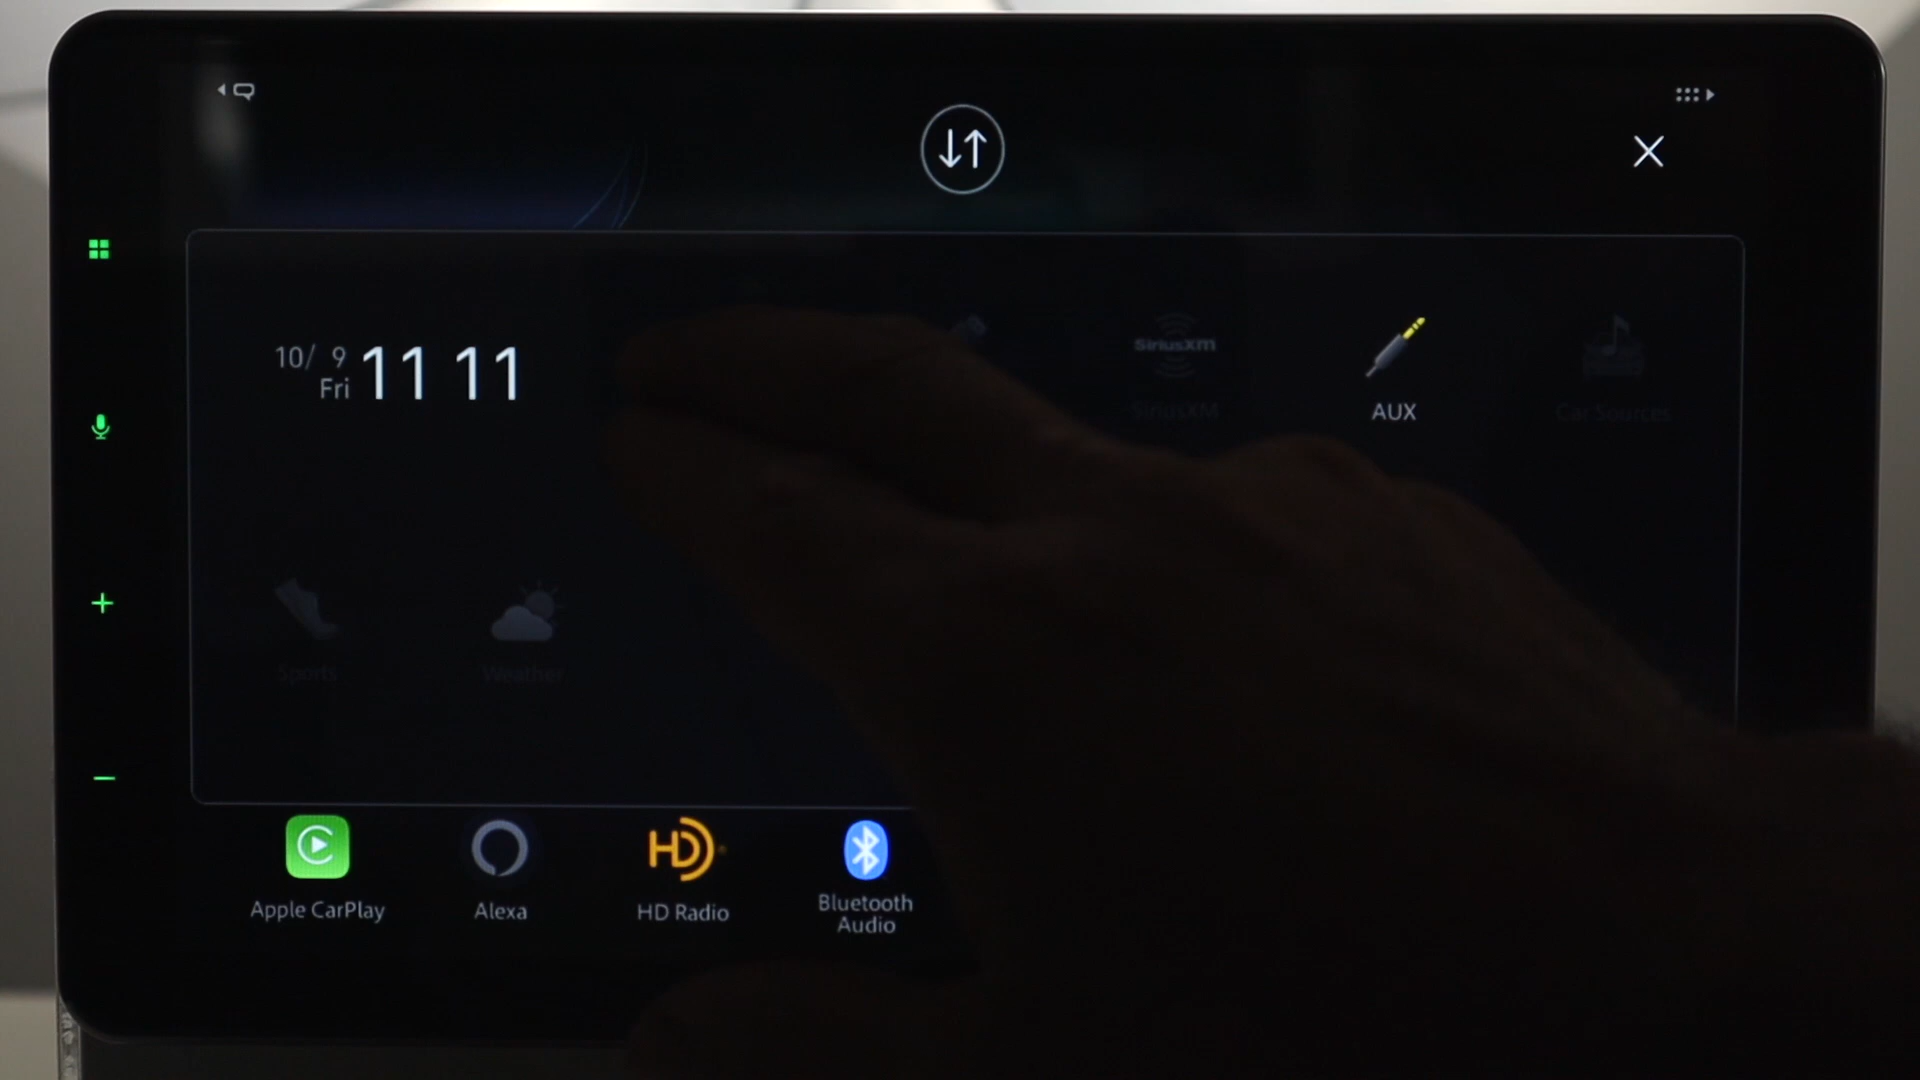 10/ 9
Fri
11 11
SiriusXM
SiriusXM
AUX
Car Sources
Sports
Weather
Apple CarPlay
Alexa
HD
HD Radio
Bluetooth
Audio